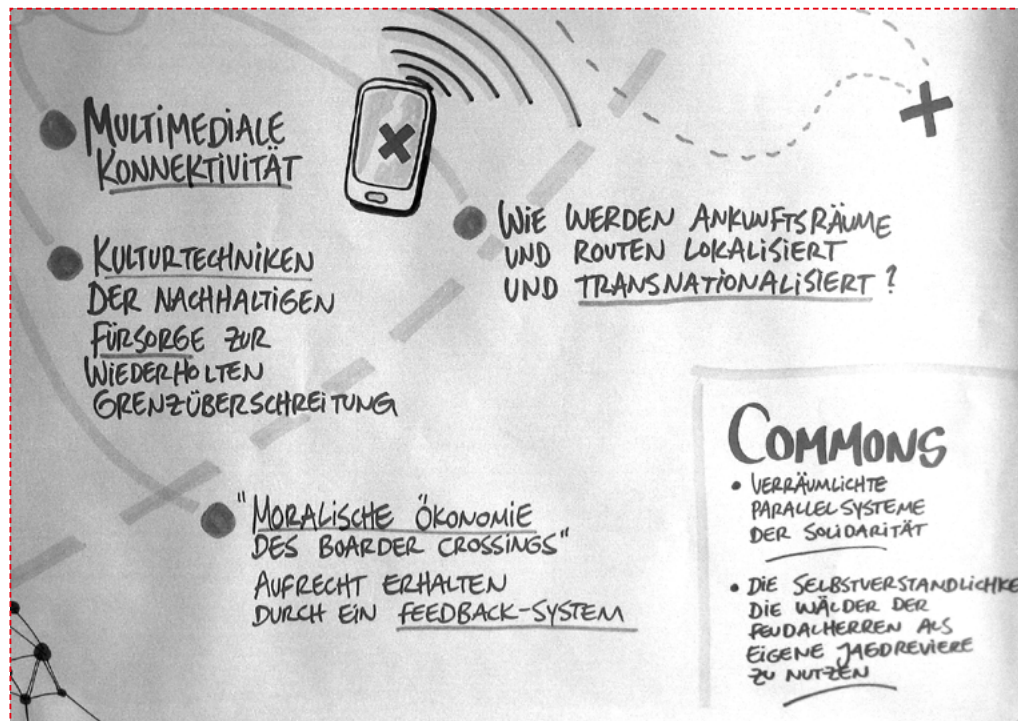 MULTIMEDIALE
KONNEKTIVITÄT
KULTURTECHNIKEN
DER NACHHALTIGEN
FÜRSORGE ZUR
WIEDERHOLTEN
GRENZÜBERSCHREITUNG
WIE WERDEN ANKUNFTSRÄUME
UND ROUTEN LOKALISIERT
UND TRANSNATIONALISIERT?
"MORALISCHE ÖKONOMIE
DES BOARDER CROSSINGS"
AUFRECHT ERHALTEN
DURCH EIN FEEDBACK-SYSTEM
COMMONS
• VERRÄUMLICHTE
PARALLELSYSTEME
DER SOLIDARITÄT
• DIE SELBSTVERSTANDLICHKE
DIE WÄLDER DER
FEUDALHERREN ALS
EIGENE JAGDREVIERE
ZU NUTZEN